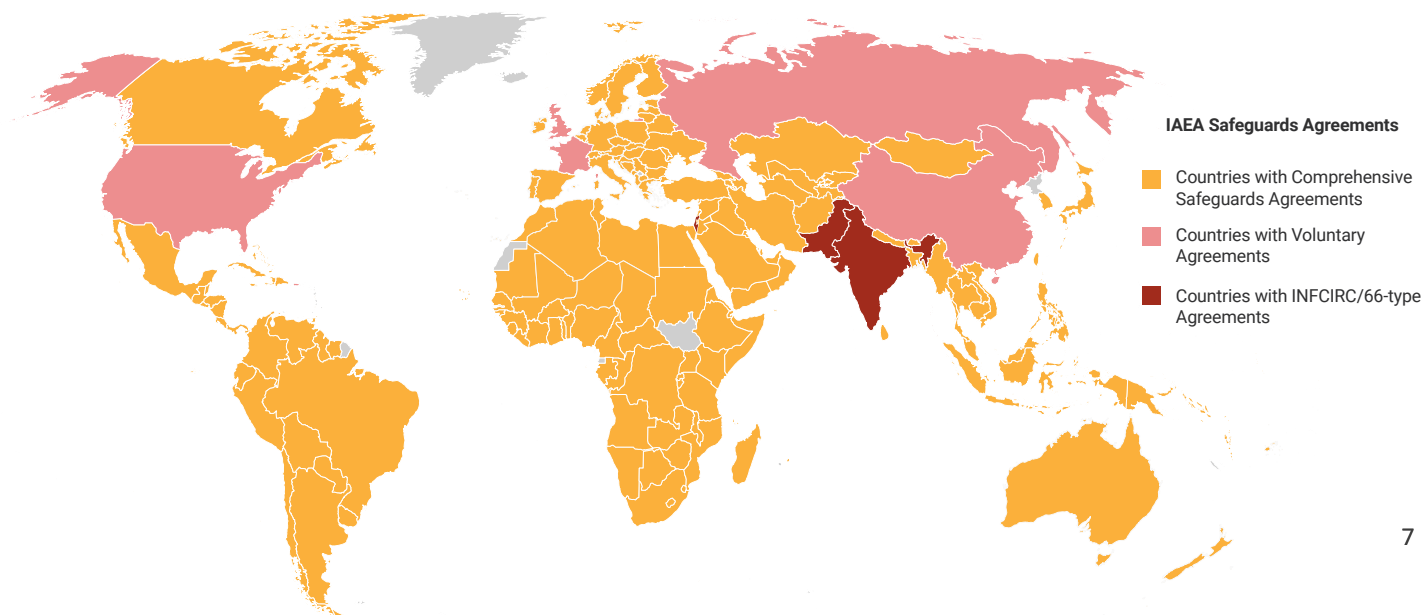 IAEA Safeguards Agreements
Countries with Comprehensive
Safeguards Agreements
Countries with Voluntary
Agreements
Countries with INFCIRC/66-type
Agreements
7